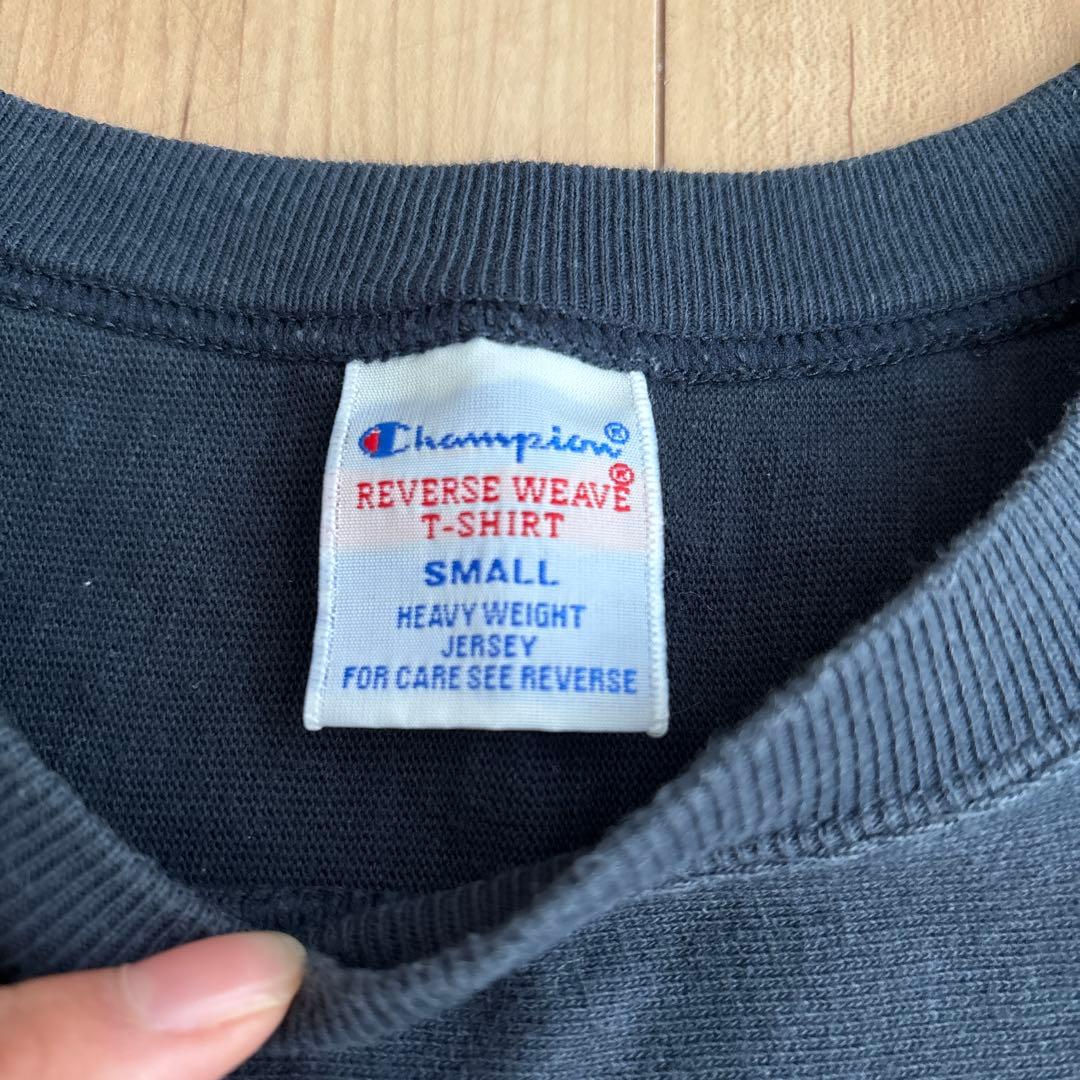 Champion®
REVERSE WEAVE®
T-SHIRT
SMALL
HEAVY WEIGHT
JERSEY
FOR CARE SEE REVERSE